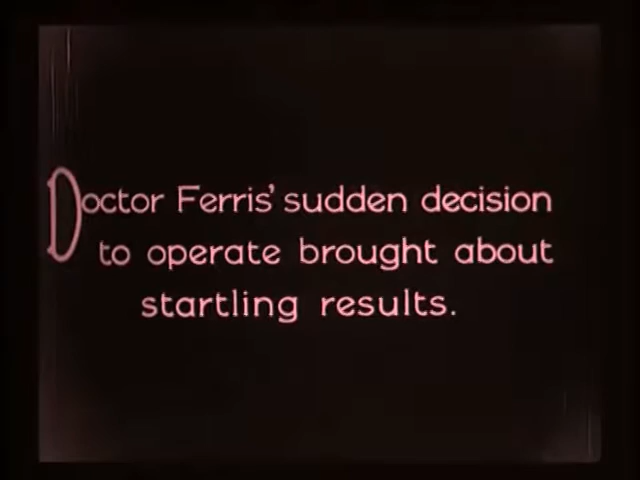 Doctor Ferris' sudden decision
to operate brought about
startling results.